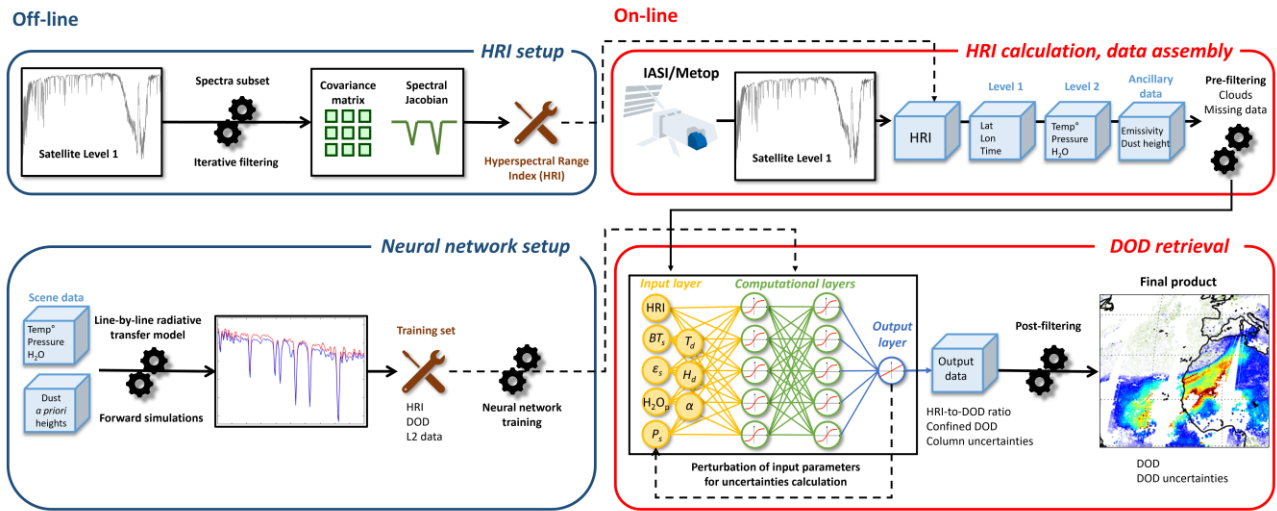 Off-line
HRI setup
Spectra subset
Iterative filtering
Satellite Level 1
Covariance
matrix
Spectral
Jacobian
Hyperspectral Range
Index (HRI)
On-line
HRI calculation, data assembly
IASI/Metop
Satellite Level 1
HRI
Level 1
Lat
Lon
Time
Level 2
Temp°
Pressure
H₂O
Ancillary
data
Emissivity
Dust height
Pre-filtering
Clouds
Missing data
Neural network setup
Scene data
Temp°
Pressure
H₂O
Dust
a priori
heights
Line-by-line radiative
transfer model
Forward simulations
Training set
HRI
DOD
L2 data
Neural network
training
DOD retrieval
Input layer
HRI
BTₛ
εₛ
H₂Oₚ
Pₛ
T_d
H_d
α
Computational layers
Output
layer
Perturbation of input parameters
for uncertainties calculation
Output
data
HRI-to-DOD ratio
Confined DOD
Column uncertainties
Post-filtering
Final product
DOD
DOD uncertainties